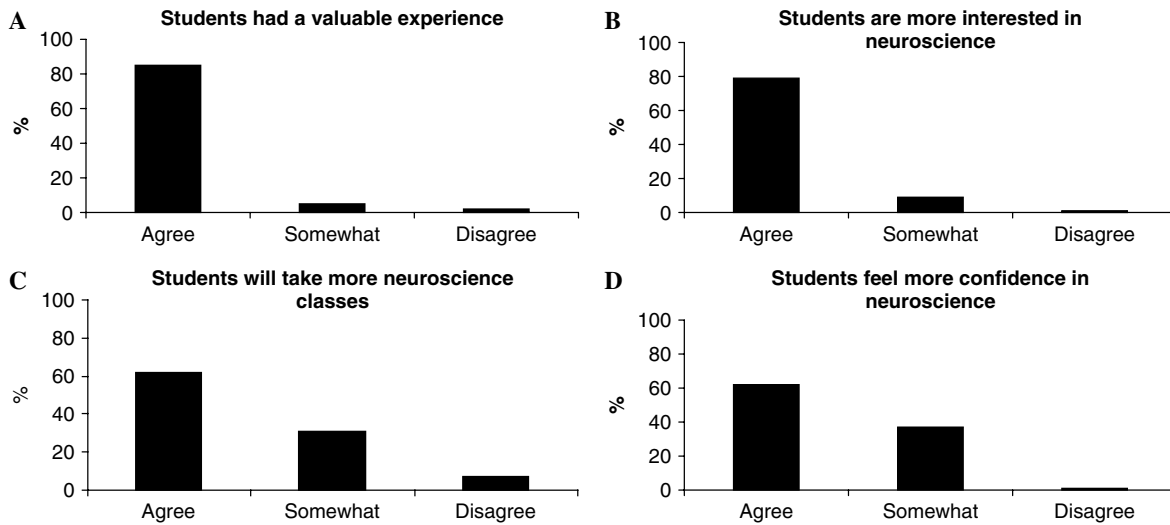 A
Students had a valuable experience
100
80
60
40
20
0
%
Agree Somewhat Disagree
B
Students are more interested in
neuroscience
100
80
60
40
20
0
%
Agree Somewhat Disagree
C
Students will take more neuroscience
classes
100
80
60
40
20
0
%
Agree Somewhat Disagree
D
Students feel more confidence in
neuroscience
100
80
60
40
20
0
%
Agree Somewhat Disagree